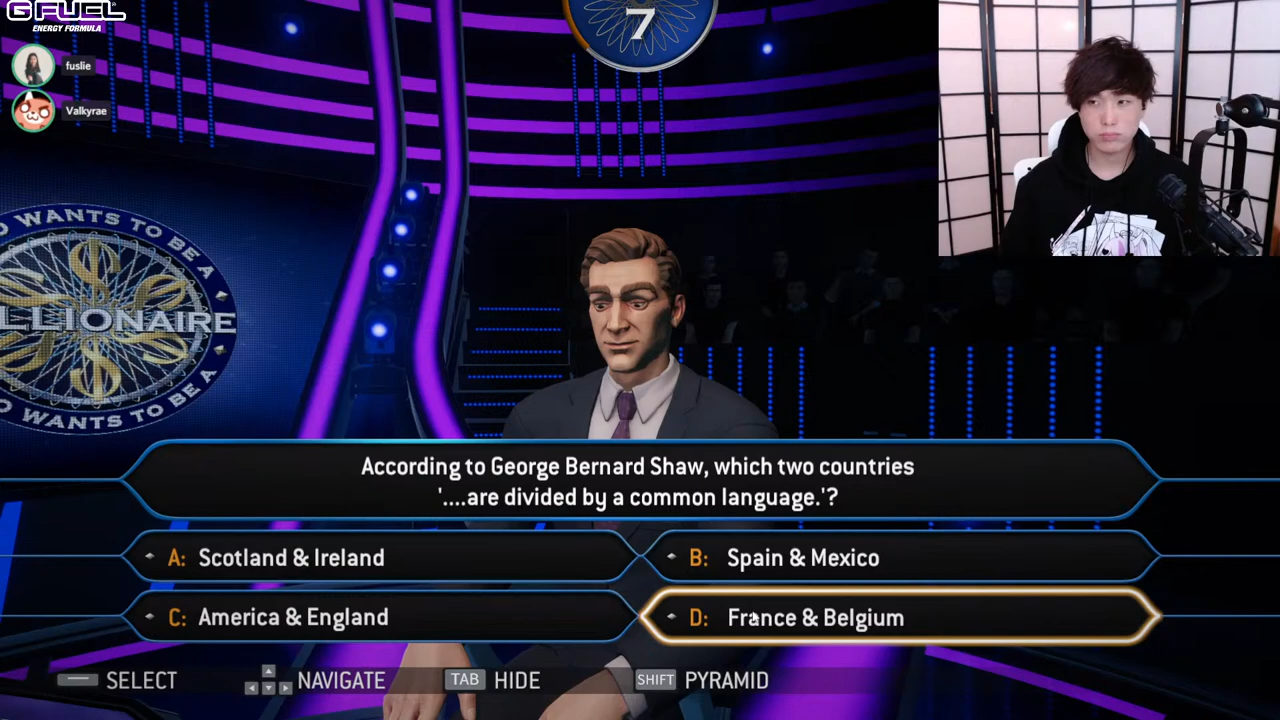 G FUEL
ENERGY FORMULA
7
fuslie
Valkyrae
WANTS TO BE A
LLIONAIRE
WANTS TO BE A
According to George Bernard Shaw, which two countries
'....are divided by a common language.'?
A: Scotland & Ireland
B: Spain & Mexico
C: America & England
D: France & Belgium
SELECT
NAVIGATE
TAB HIDE
SHIFT PYRAMID